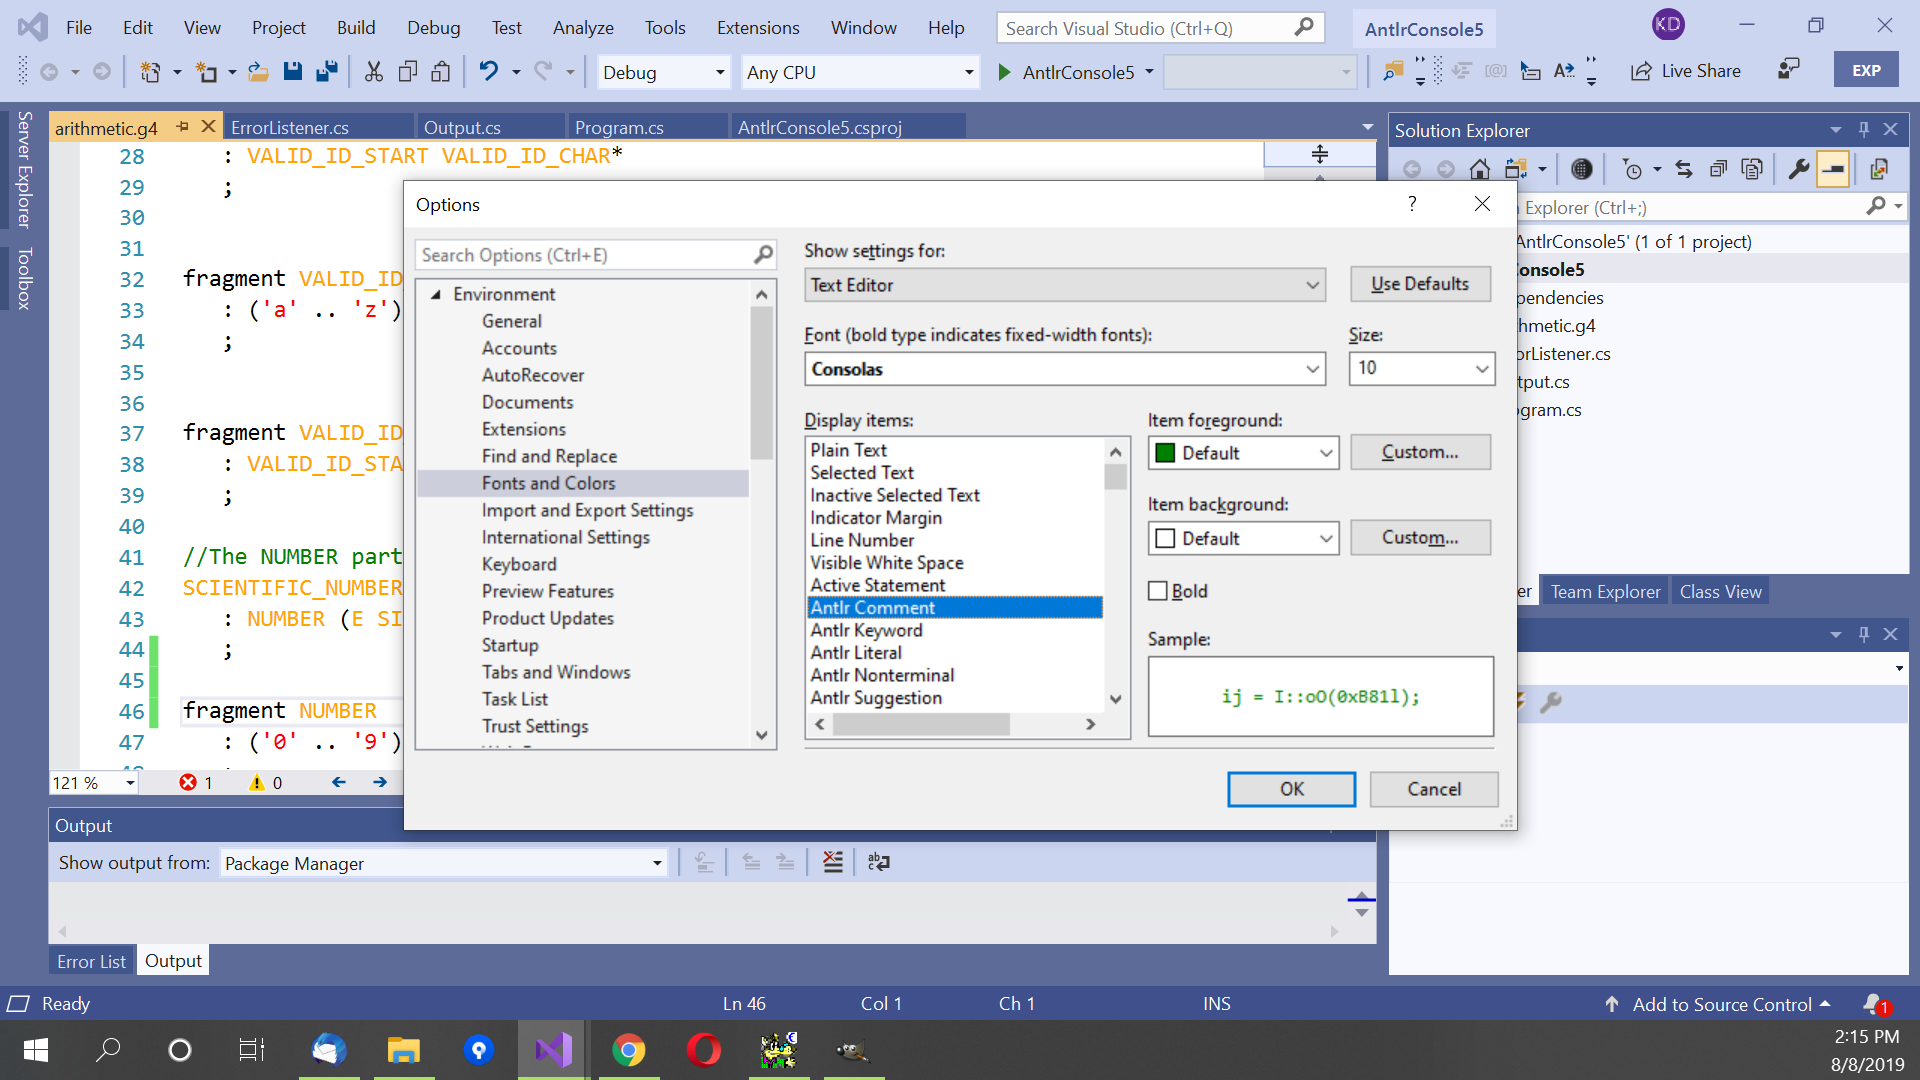 File Edit View Project Build Debug Test Analyze Tools Extensions Window Help Search Visual Studio (Ctrl+Q) AntlrConsole5 KD
Debug Any CPU AntlrConsole5 Live Share EXP
Server Explorer
Toolbox
arithmetic.g4 ErrorListener.cs Output.cs Program.cs AntlrConsole5.csproj
28 : VALID_ID_START VALID_ID_CHAR*
29 ;
30
31
32 fragment VALID_ID
33 : ('a' .. 'z')
34 ;
35
36
37 fragment VALID_ID
38 : VALID_ID_STA
39 ;
40
41 //The NUMBER part
42 SCIENTIFIC_NUMBER
43 : NUMBER (E SI
44 ;
45
46 fragment NUMBER
47 : ('0' .. '9')
121 % 1 0
Options ?
Search Options (Ctrl+E)
Environment
General
Accounts
AutoRecover
Documents
Extensions
Find and Replace
Fonts and Colors
Import and Export Settings
International Settings
Keyboard
Preview Features
Product Updates
Startup
Tabs and Windows
Task List
Trust Settings
Show settings for:
Text Editor Use Defaults
Font (bold type indicates fixed-width fonts): Size:
Consolas 10
Display items:
Plain Text
Selected Text
Inactive Selected Text
Indicator Margin
Line Number
Visible White Space
Active Statement
Antlr Comment
Antlr Keyword
Antlr Literal
Antlr Nonterminal
Antlr Suggestion
Item foreground:
Default Custom...
Item background:
Default Custom...
Bold
Sample:
ij = I::oO(0xB81l);
OK Cancel
Solution Explorer
Explorer (Ctrl+;)
AntlrConsole5' (1 of 1 project)
Console5
pendencies
hmetic.g4
orListener.cs
tput.cs
gram.cs
er Team Explorer Class View
Output
Show output from: Package Manager
Error List Output
Ready Ln 46 Col 1 Ch 1 INS Add to Source Control 1
2:15 PM
8/8/2019